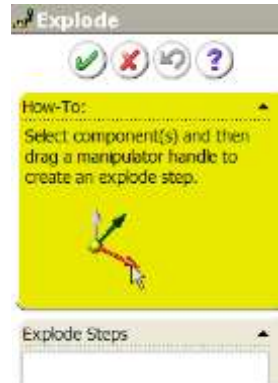 Explode
?
How-To:
Select component(s) and then
drag a manipulator handle to
create an explode step.
Explode Steps